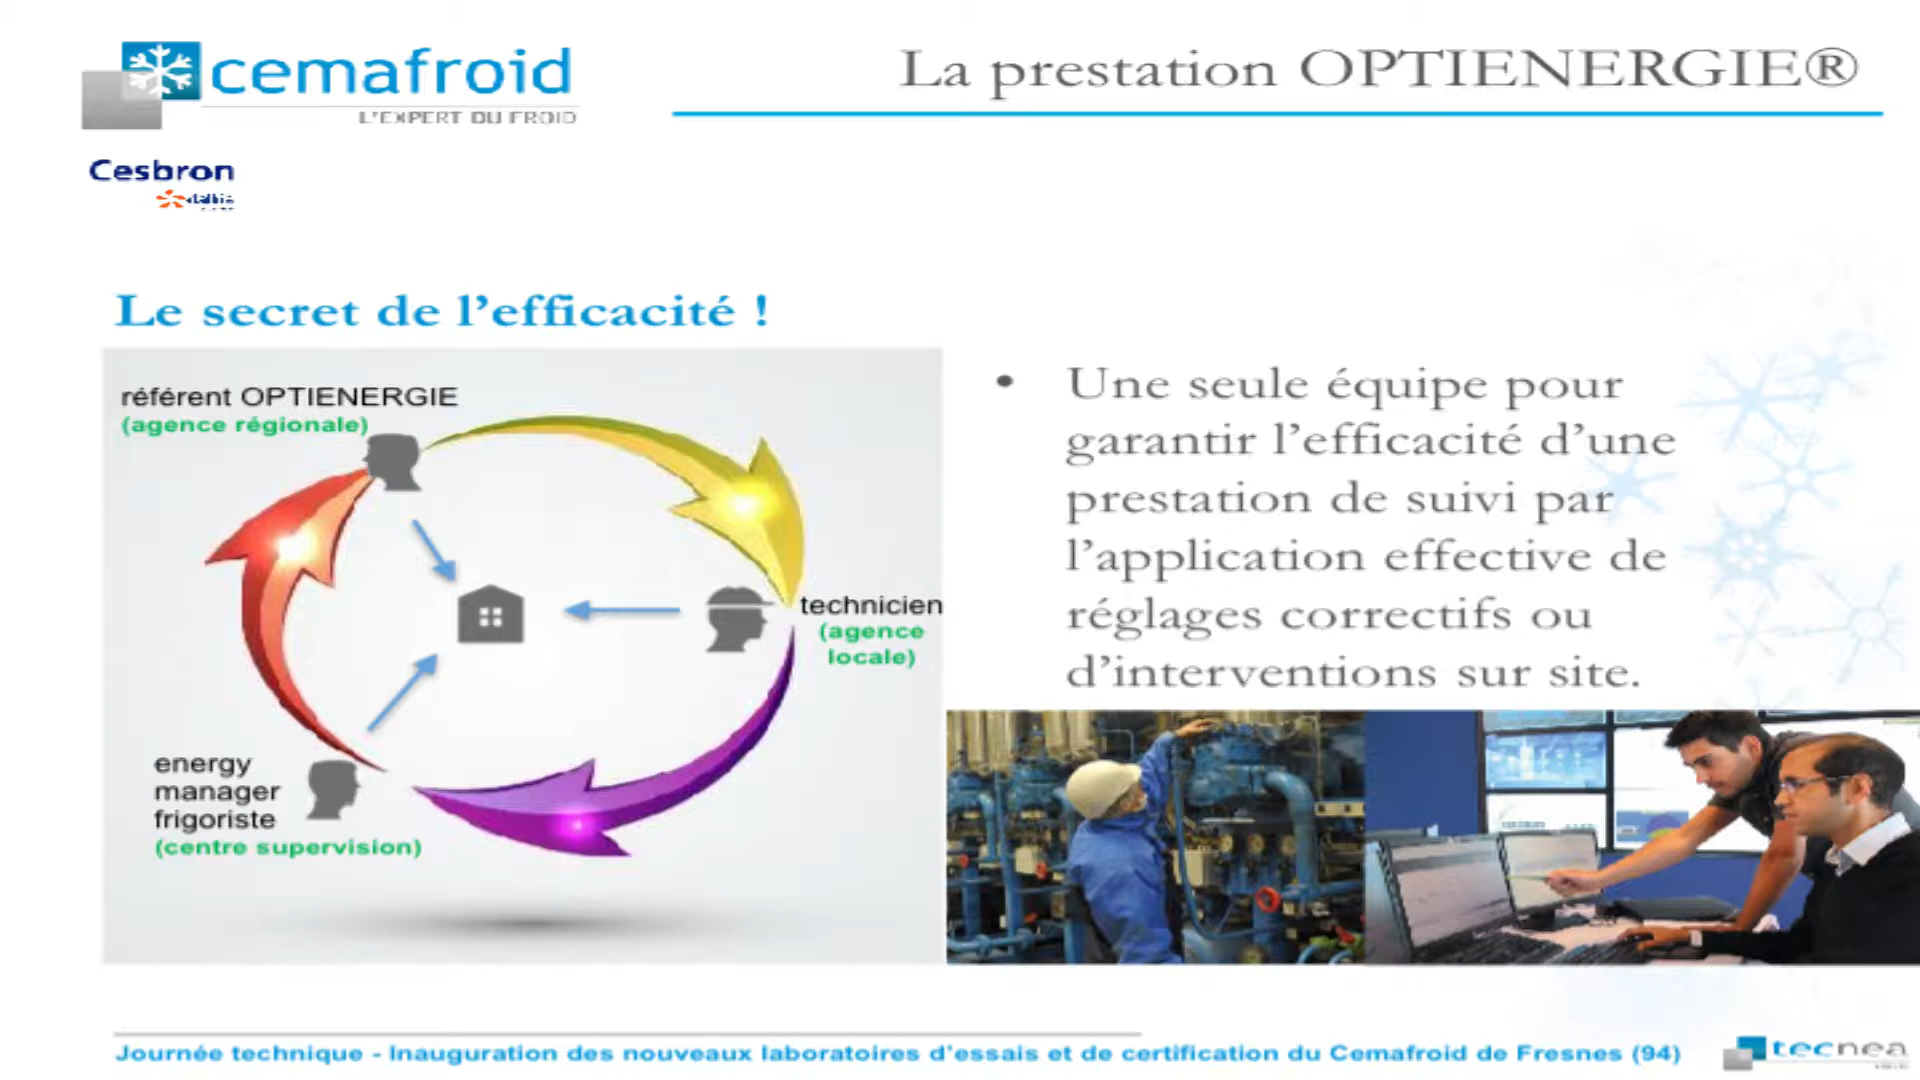 cemafroid
L'EXPERT DU FROID
La prestation OPTIENERGIE®
Cesbron
Le secret de l'efficacité !
référent OPTIENERGIE
(agence régionale)
technicien
(agence
locale)
energy
manager
frigoriste
(centre supervision)
• Une seule équipe pour
garantir l'efficacité d'une
prestation de suivi par
l'application effective de
réglages correctifs ou
d'interventions sur site.
Journée technique - Inauguration des nouveaux laboratoires d'essais et de certification du Cemafroid de Fresnes (94)
tecnea